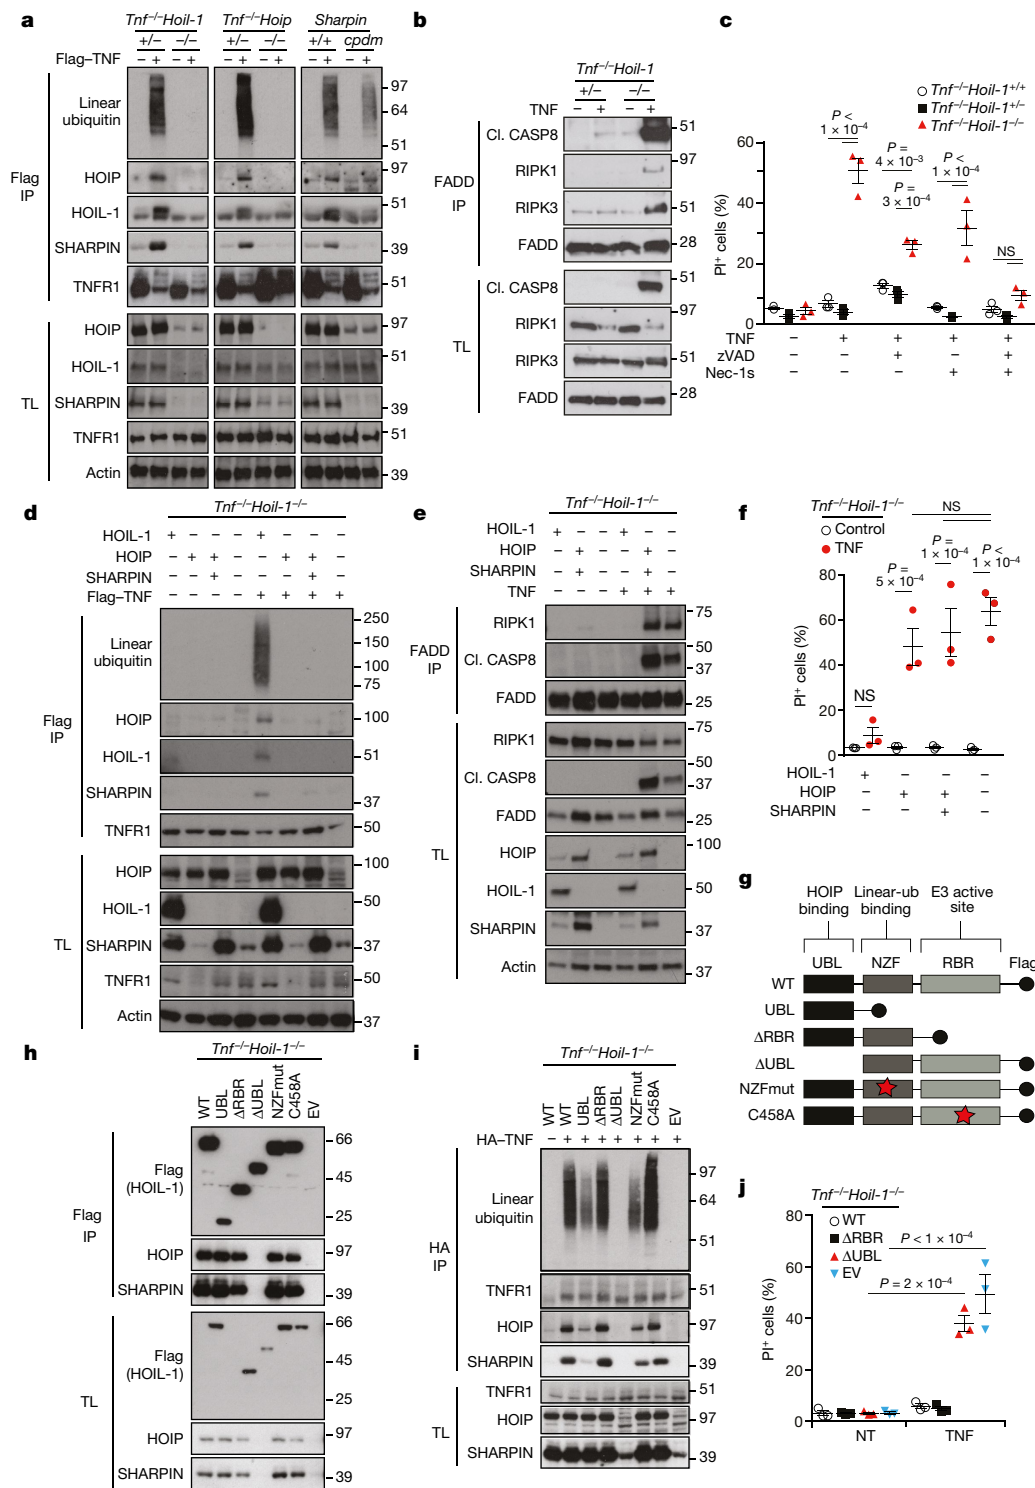 a
Tnf–/–Hoil-1 Tnf–/–Hoip Sharpin
+/– –/– +/– –/– +/+ cpdm
Flag–TNF – + – + – + – + – + – +
Flag IP
Linear ubiquitin
97
64
51
HOIP 97
HOIL-1 51
SHARPIN 39
TNFR1 51
TL
HOIP 97
HOIL-1 51
SHARPIN 39
TNFR1 51
Actin 39
b
Tnf–/–Hoil-1
+/– –/–
TNF – + – +
FADD IP
Cl. CASP8 51
RIPK1 97
RIPK3 51
FADD 28
TL
Cl. CASP8 51
RIPK1 97
RIPK3 51
FADD 28
c
Tnf–/–Hoil-1+/+
Tnf–/–Hoil-1+/–
Tnf–/–Hoil-1–/–
PI+ cells (%)
60
40
20
0
P < 1 × 10–4
P = 4 × 10–3
P = 3 × 10–4
P < 1 × 10–4
NS
TNF – + + + +
zVAD – – + – +
Nec-1s – – – + +
d
Tnf–/–Hoil-1–/–
HOIL-1 + – – – + – – –
HOIP – + + – – + + –
SHARPIN – – + – – – + –
Flag–TNF – – – – + + + +
Flag IP
Linear ubiquitin
250
150
100
75
HOIP 100
HOIL-1 51
SHARPIN 37
TNFR1 50
TL
HOIP 100
HOIL-1 50
SHARPIN 37
TNFR1 50
Actin 37
e
Tnf–/–Hoil-1–/–
HOIL-1 + – – + – –
HOIP – + – – + –
SHARPIN – + – – + –
TNF – – – + + +
FADD IP
RIPK1 75
Cl. CASP8 50
37
FADD 25
TL
RIPK1 75
Cl. CASP8 50
37
FADD 25
HOIP 100
HOIL-1 50
SHARPIN 37
Actin 37
f
Tnf–/–Hoil-1–/–
Control
TNF
NS
P = 5 × 10–4
P = 1 × 10–4
P < 1 × 10–4
NS
PI+ cells (%)
80
60
40
20
0
HOIL-1 + – – –
HOIP – + + –
SHARPIN – – + –
g
HOIP binding
Linear-ub binding
E3 active site
UBL NZF RBR Flag
WT
UBL
ΔRBR
ΔUBL
NZFmut
C458A
h
Tnf–/–Hoil-1–/–
WT UBL ΔRBR ΔUBL NZFmut C458A EV
Flag IP
Flag (HOIL-1)
66
45
25
HOIP 97
SHARPIN 39
TL
Flag (HOIL-1)
66
45
25
HOIP 97
SHARPIN 39
i
Tnf–/–Hoil-1–/–
WT WT UBL ΔRBR ΔUBL NZFmut C458A EV
HA–TNF – + + + + + + +
HA IP
Linear ubiquitin
97
64
51
TNFR1 51
HOIP 97
SHARPIN 39
TL
TNFR1 51
HOIP 97
SHARPIN 39
j
Tnf–/–Hoil-1–/–
WT
ΔRBR
ΔUBL
EV
P < 1 × 10–4
P = 2 × 10–4
PI+ cells (%)
80
60
40
20
0
NT TNF